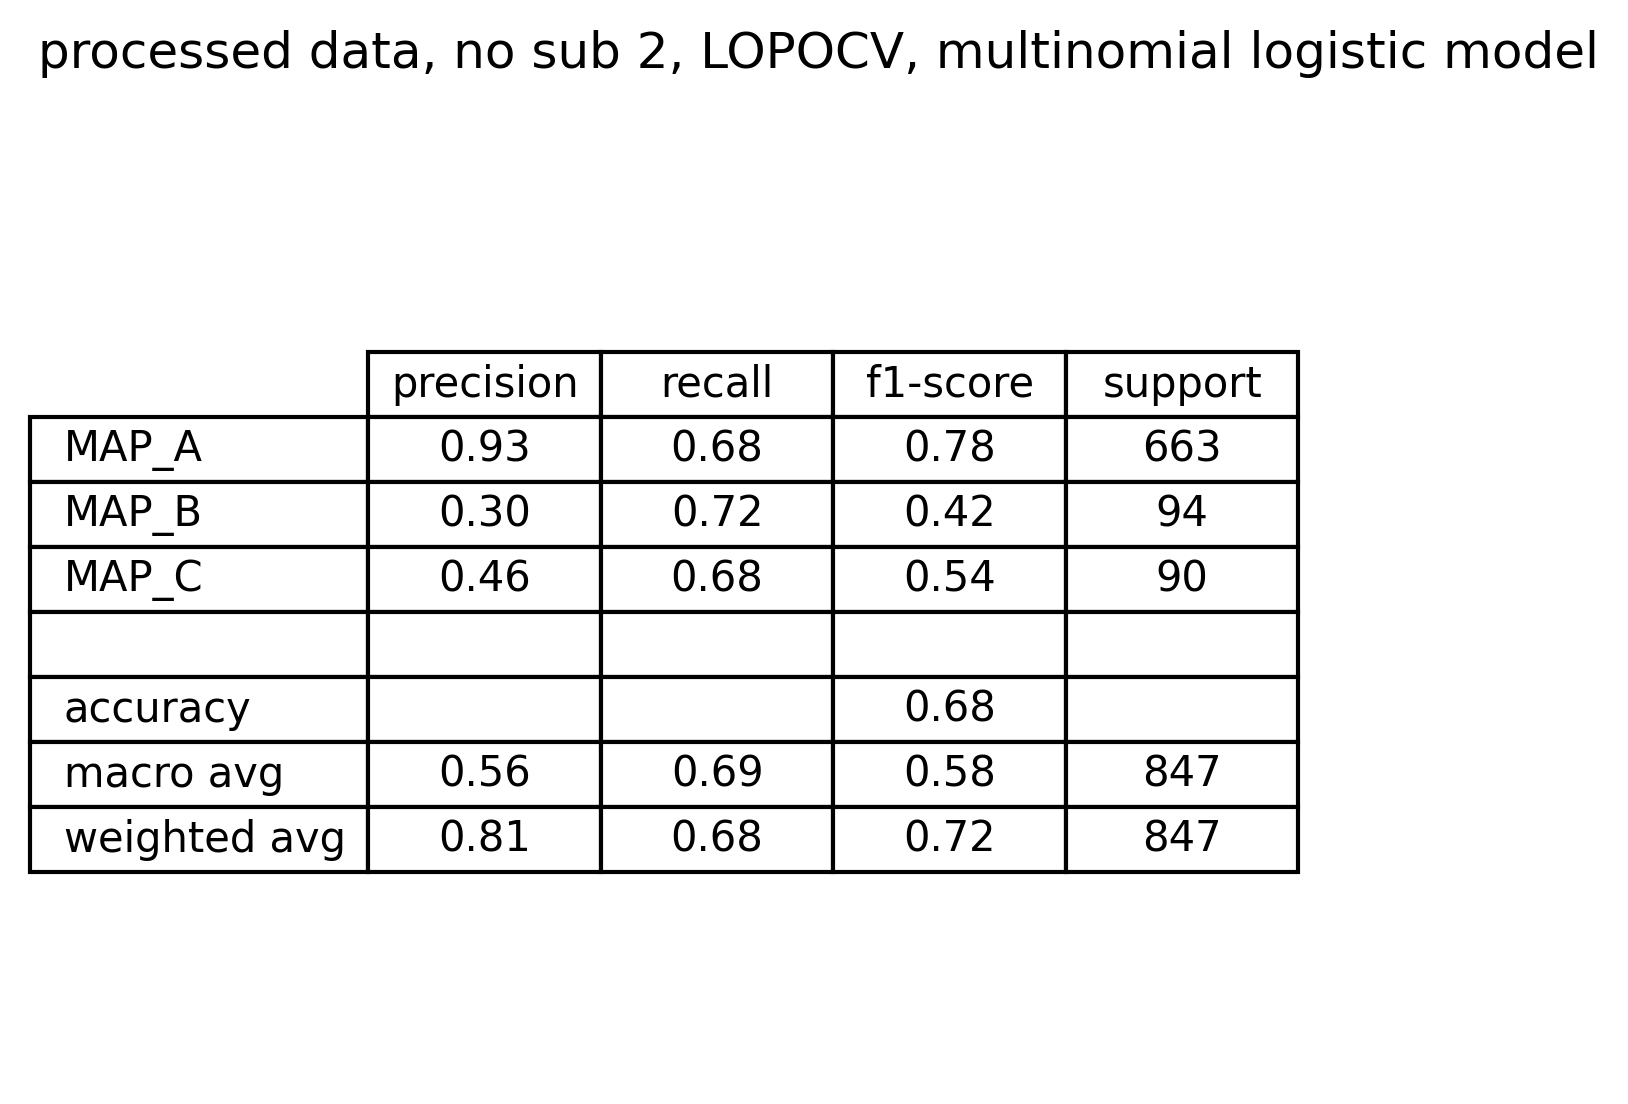 processed data, no sub 2, LOPOCV, multinomial logistic model
precision recall f1-score support
MAP_A 0.93 0.68 0.78 663
MAP_B 0.30 0.72 0.42 94
MAP_C 0.46 0.68 0.54 90
accuracy 0.68
macro avg 0.56 0.69 0.58 847
weighted avg 0.81 0.68 0.72 847